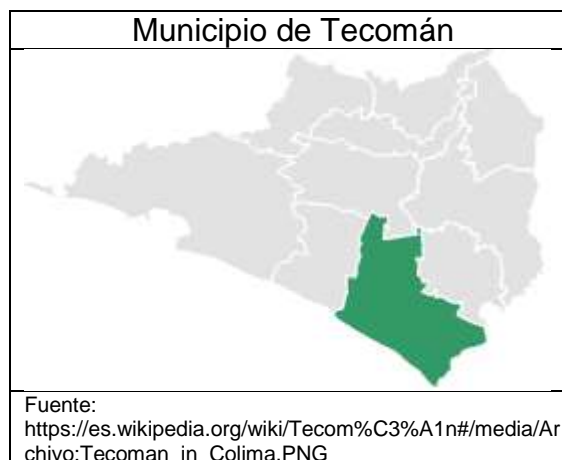 Municipio de Tecomán
Fuente:
https://es.wikipedia.org/wiki/Tecom%C3%A1n#/media/Ar
chivo:Tecoman_in_Colima.PNG